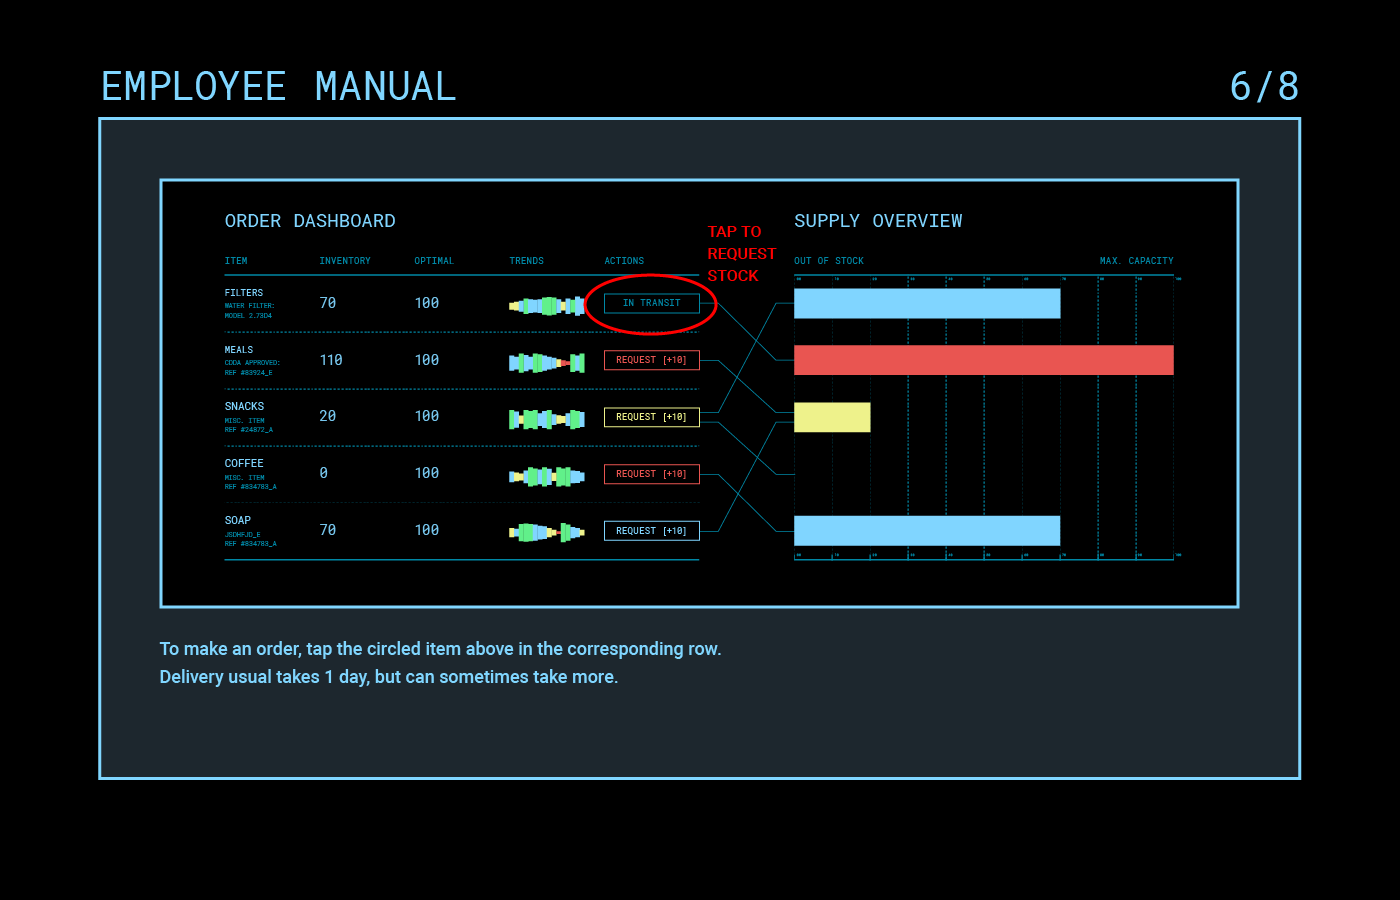 EMPLOYEE MANUAL
6/8
ORDER DASHBOARD
SUPPLY OVERVIEW
TAP TO
REQUEST
STOCK
ITEM INVENTORY OPTIMAL TRENDS ACTIONS
OUT OF STOCK MAX. CAPACITY
FILTERS
WATER FILTER:
MODEL 2.73D4
70 100 IN TRANSIT
MEALS
CDDA APPROVED:
REF #83924_E
110 100 REQUEST [+10]
SNACKS
MISC. ITEM
REF #24872_A
20 100 REQUEST [+10]
COFFEE
MISC. ITEM
REF #834783_A
0 100 REQUEST [+10]
SOAP
JSDHFJD_E
REF #834783_A
70 100 REQUEST [+10]
To make an order, tap the circled item above in the corresponding row.
Delivery usual takes 1 day, but can sometimes take more.